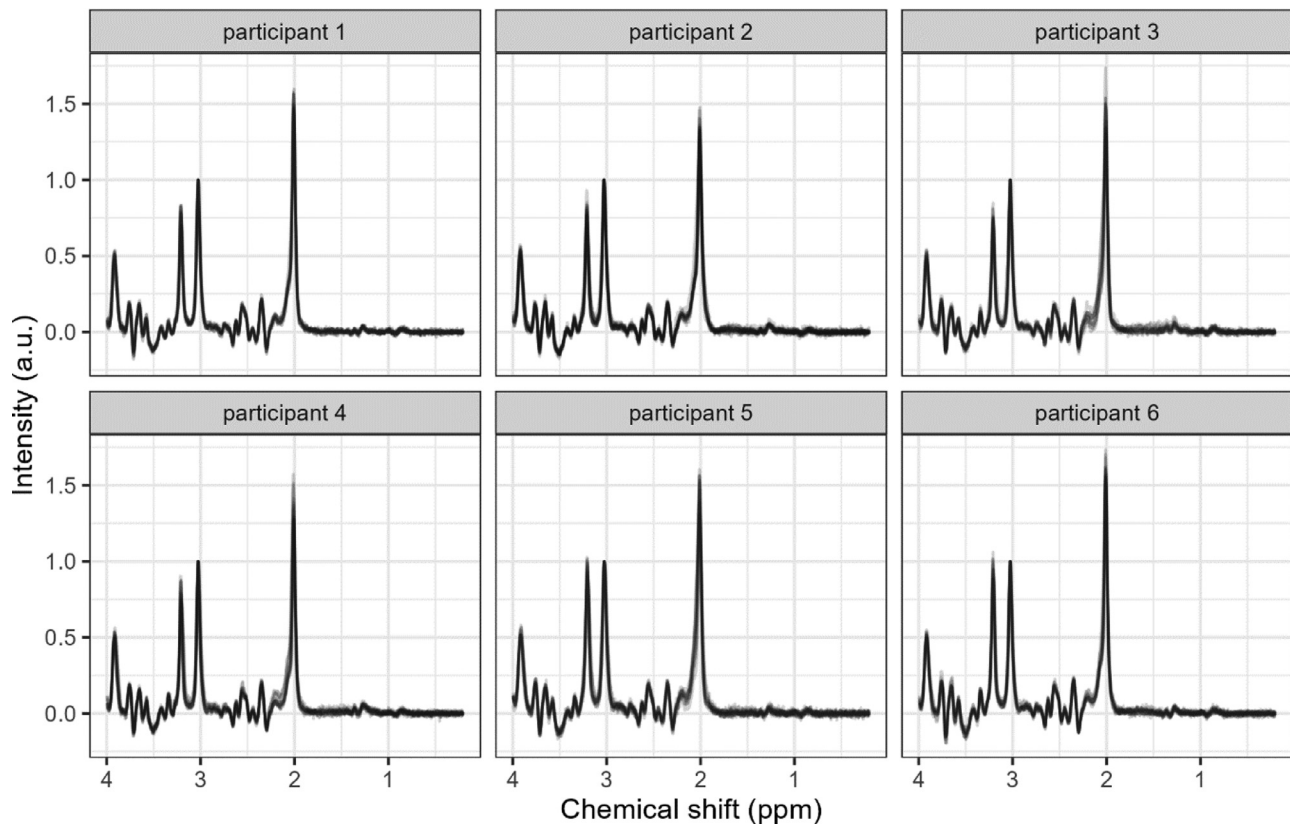 participant 1
participant 2
participant 3
1.5
1.0
0.5
0.0
participant 4
participant 5
participant 6
1.5
1.0
0.5
0.0
4 3 2 1
4 3 2 1
4 3 2 1
Intensity (a.u.)
Chemical shift (ppm)